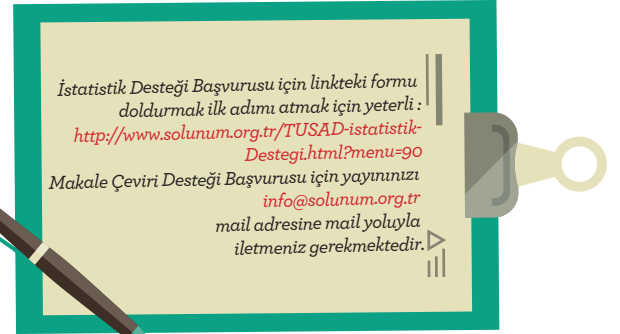 İstatistik Desteği Başvurusu için linkteki formu
doldurmak ilk adımı atmak için yeterli :
http://www.solunum.org.tr/TUSAD-istatistik-
Destegi.html?menu=90
Makale Çeviri Desteği Başvurusu için yayınınızı
info@solunum.org.tr
mail adresine mail yoluyla
iletmeniz gerekmektedir.